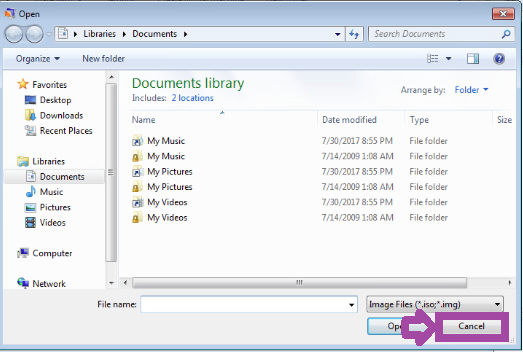 Open
Libraries Documents
Search Documents
Organize New folder
Documents library
Includes: 2 locations
Arrange by: Folder
Favorites
Desktop
Downloads
Recent Places
Libraries
Documents
Music
Pictures
Videos
Computer
Network
Name Date modified Type Size
My Music 7/30/2017 8:55 PM File folder
My Music 7/14/2009 1:08 AM File folder
My Pictures 7/30/2017 8:55 PM File folder
My Pictures 7/14/2009 1:08 AM File folder
My Videos 7/30/2017 8:55 PM File folder
My Videos 7/14/2009 1:08 AM File folder
File name:
Image Files (*.iso;*.img)
Cancel